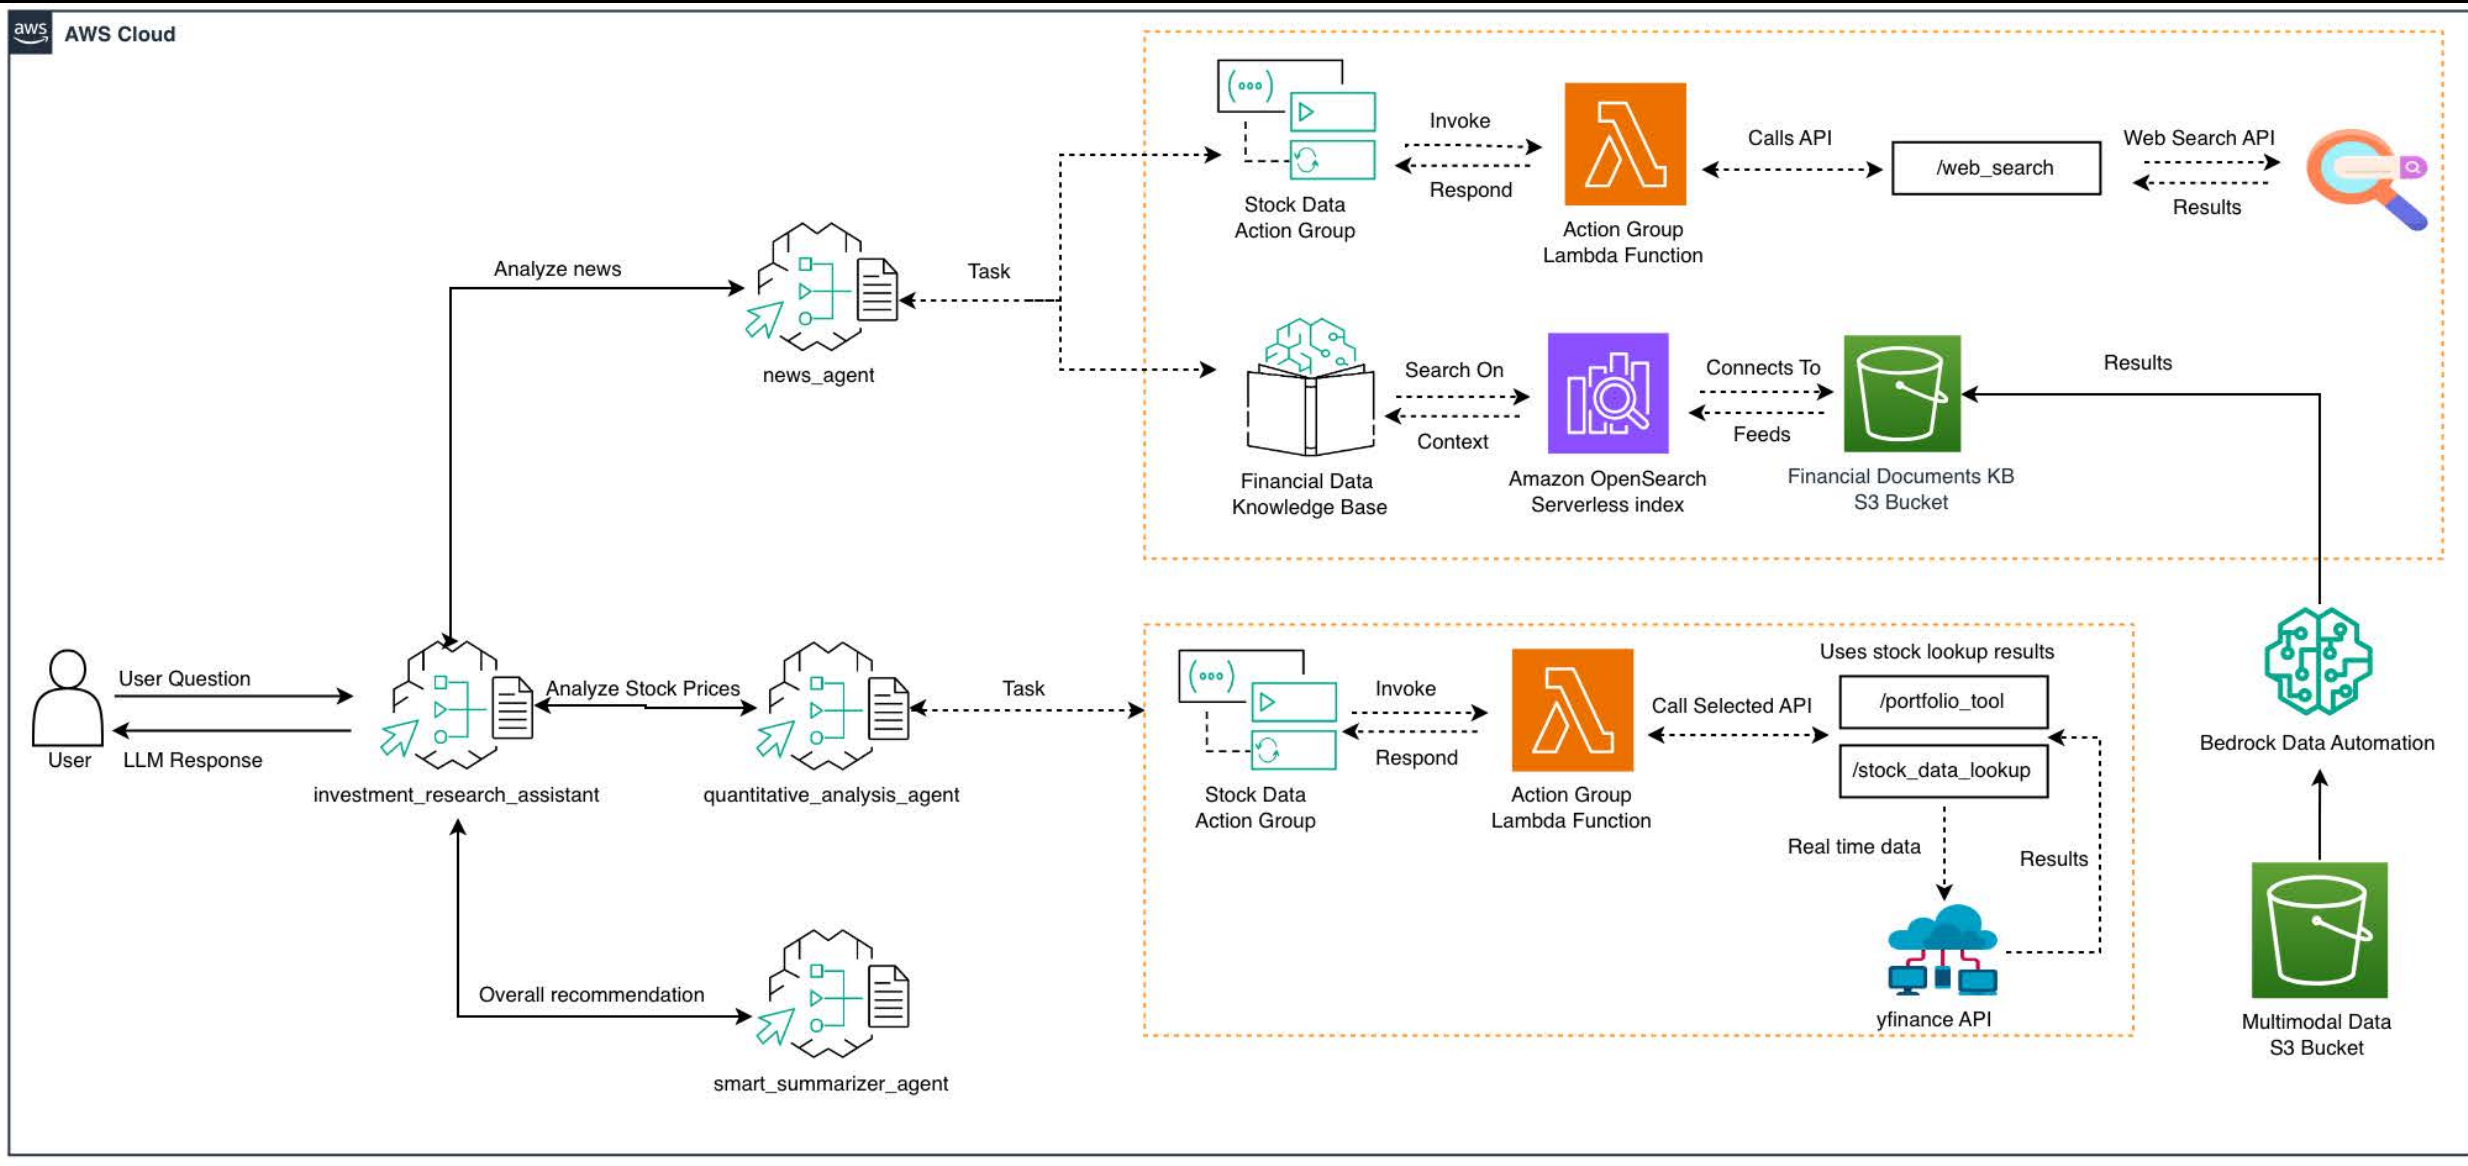 aws
AWS Cloud
Invoke
Respond
Stock Data
Action Group
Action Group
Lambda Function
Calls API
/web_search
Web Search API
Results
Analyze news
news_agent
Task
Search On
Context
Financial Data
Knowledge Base
Amazon OpenSearch
Serverless index
Connects To
Feeds
Financial Documents KB
S3 Bucket
Results
User Question
LLM Response
User
investment_research_assistant
Analyze Stock Prices
quantitative_analysis_agent
Task
Stock Data
Action Group
Invoke
Respond
Action Group
Lambda Function
Call Selected API
Uses stock lookup results
/portfolio_tool
/stock_data_lookup
Real time data
Results
yfinance API
Bedrock Data Automation
Multimodal Data
S3 Bucket
Overall recommendation
smart_summarizer_agent